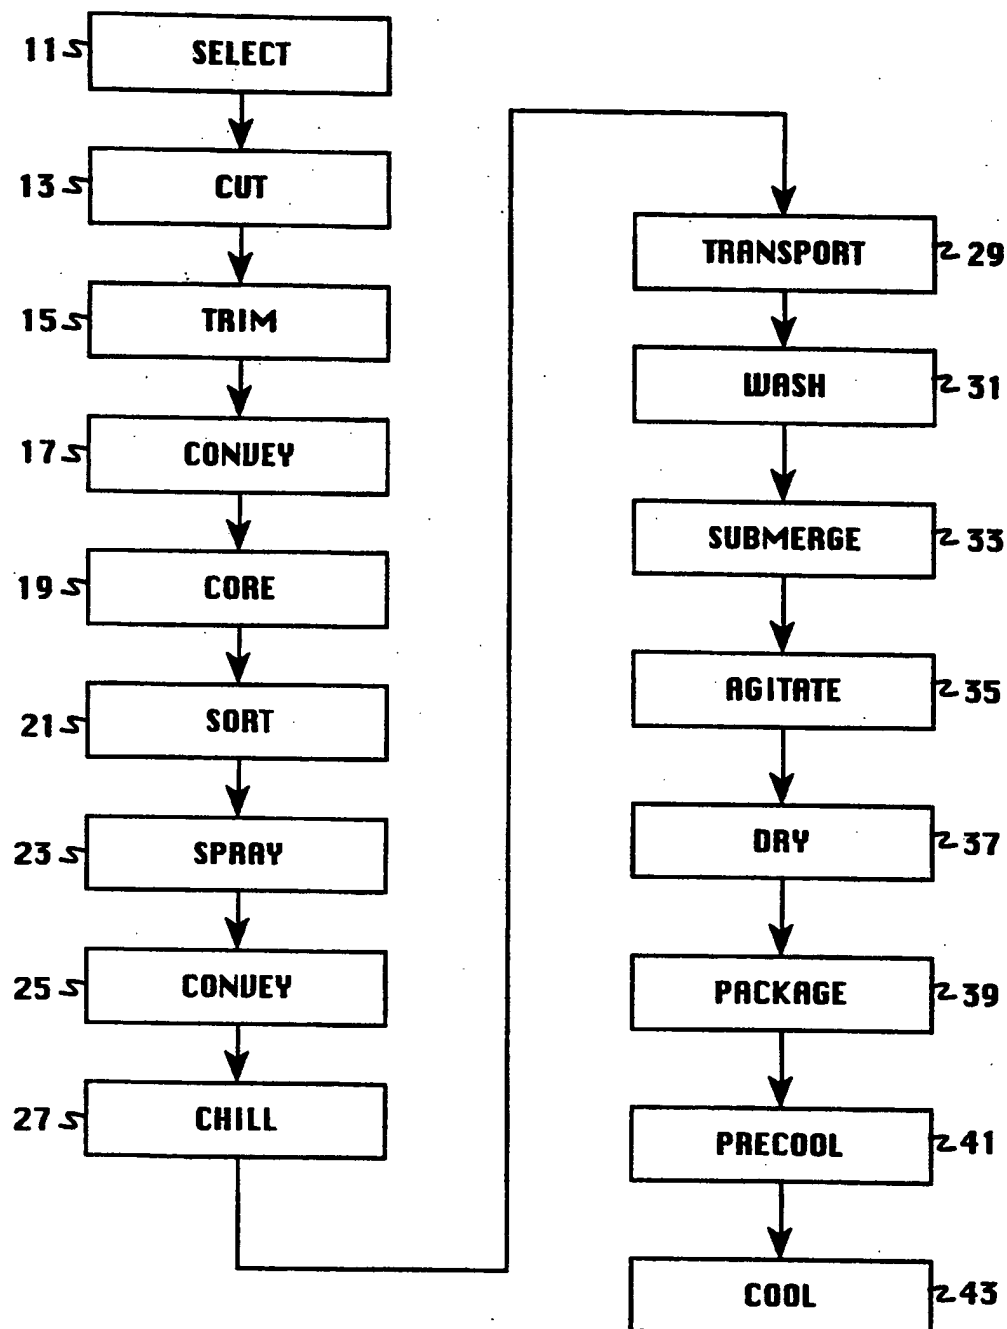 11 SELECT
13 CUT
15 TRIM
17 CONVEY
19 CORE
21 SORT
23 SPRAY
25 CONVEY
27 CHILL
TRANSPORT 29
WASH 31
SUBMERGE 33
AGITATE 35
DRY 37
PACKAGE 39
PRECOOL 41
COOL 43